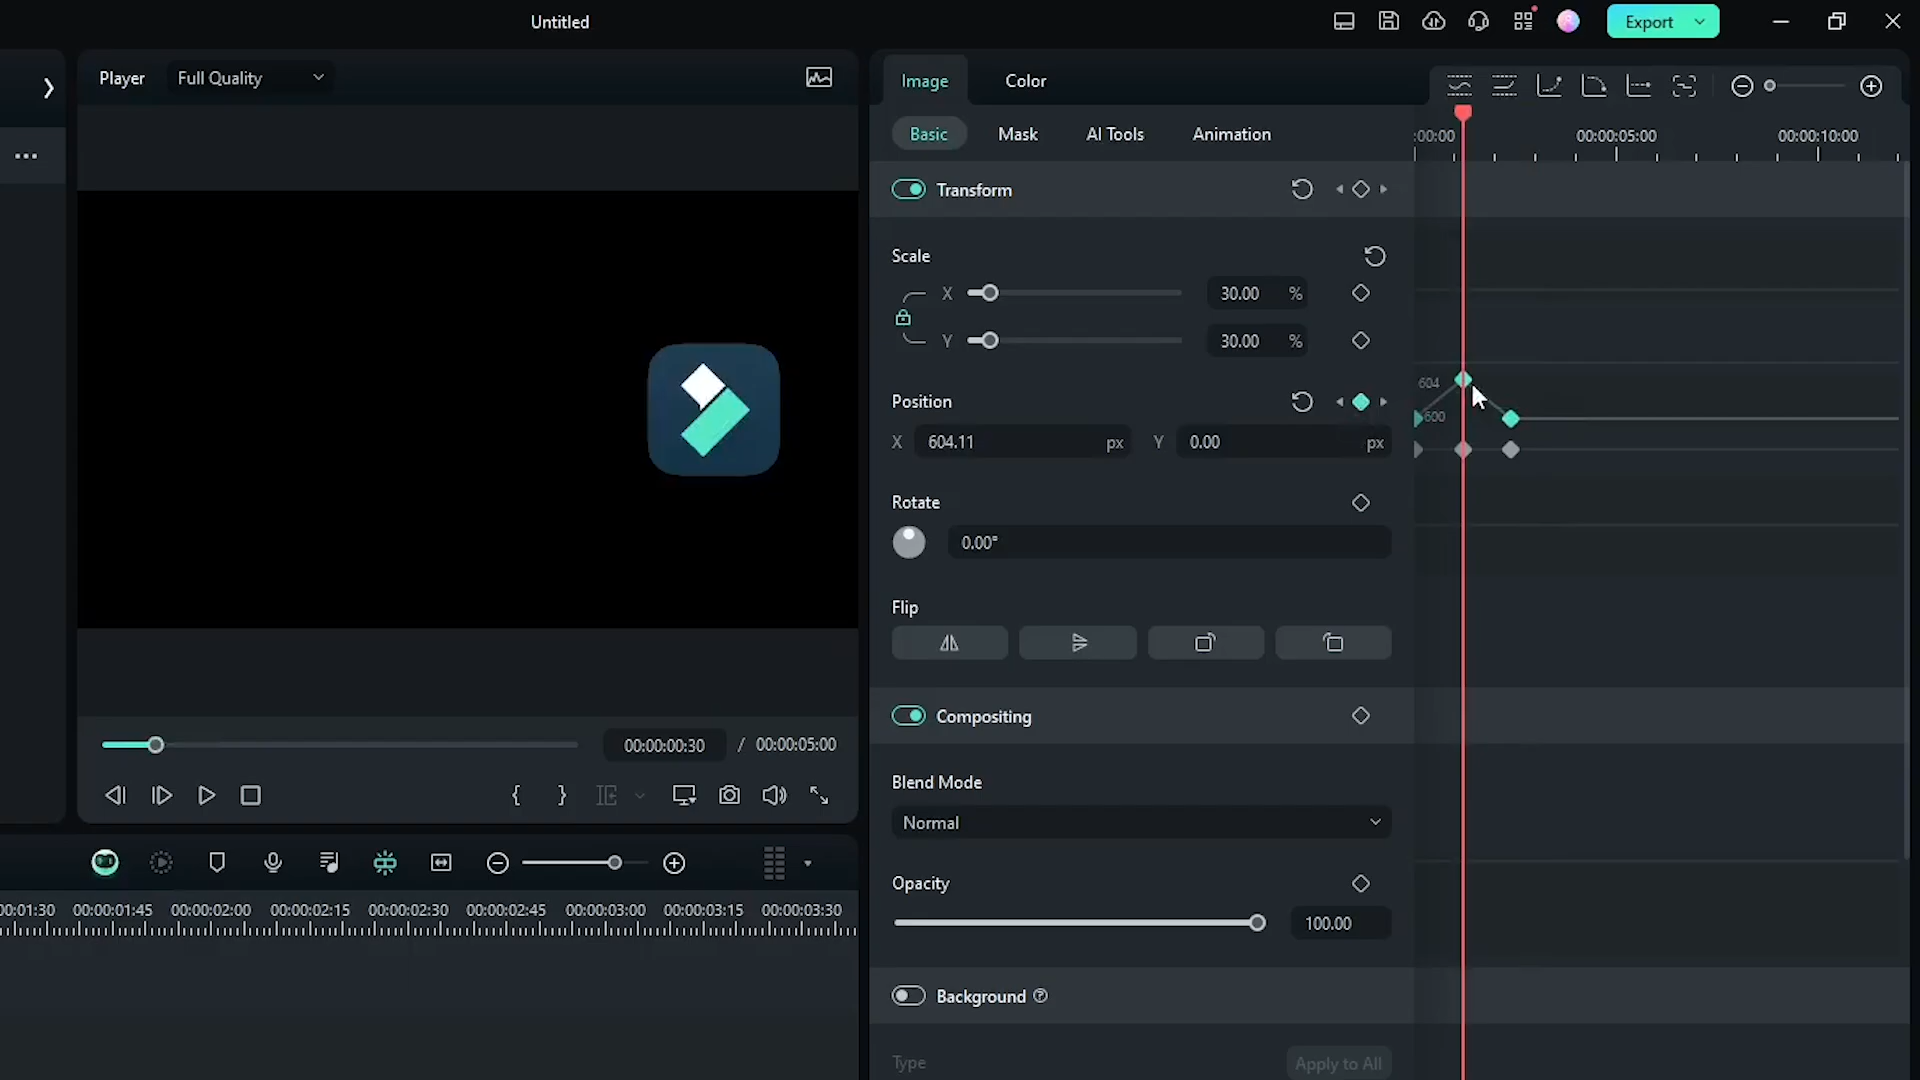 Untitled
Export
Player
Full Quality
Image
Color
Basic
Mask
AI Tools
Animation
:00:00
00:00:05:00
00:00:10:00
Transform
Scale
X
30.00
%
Y
30.00
%
604
600
Position
X
604.11
px
Y
0.00
px
Rotate
0.00°
Flip
Compositing
00:00:00:30
/
00:00:05:00
Blend Mode
Normal
Opacity
100.00
00:01:30
00:00:01:45
00:00:02:00
00:00:02:15
00:00:02:30
00:00:02:45
00:00:03:00
00:00:03:15
00:00:03:30
Background
Type
Apply to All